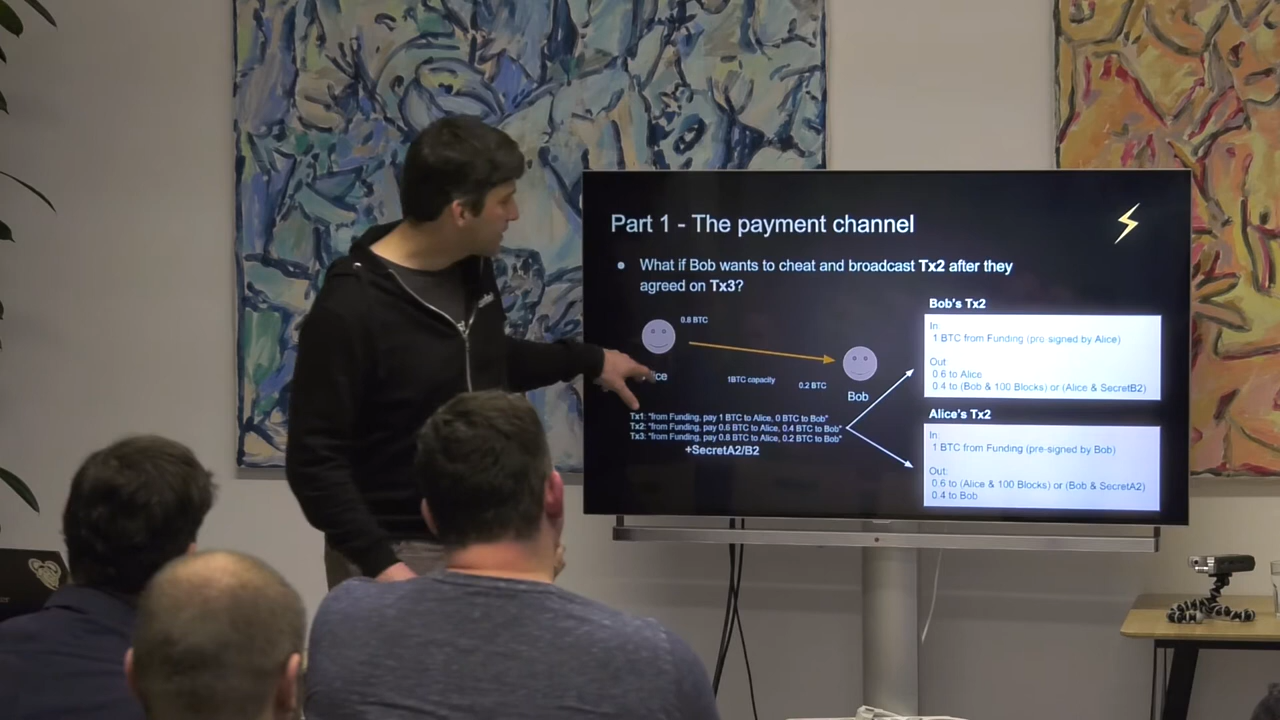 Part 1 - The payment channel
What if Bob wants to cheat and broadcast Tx2 after they
agreed on Tx3?
0.8 BTC
1BTC capacity
0.2 BTC
Bob
Tx1: "from Funding, pay 1 BTC to Alice, 0 BTC to Bob"
Tx2: "from Funding, pay 0.6 BTC to Alice, 0.4 BTC to Bob"
Tx3: "from Funding, pay 0.8 BTC to Alice, 0.2 BTC to Bob"
+SecretA2/B2
Bob's Tx2
In:
1 BTC from Funding (pre signed by Alice)
Out
0.6 to Alice
0.4 to (Bob & 100 Blocks) or (Alice & SecretB2)
Alice's Tx2
In:
1 BTC from Funding (pre-signed by Bob)
Out:
0.6 to (Alice & 100 Blocks) or (Bob & SecretA2)
0.4 to Bob